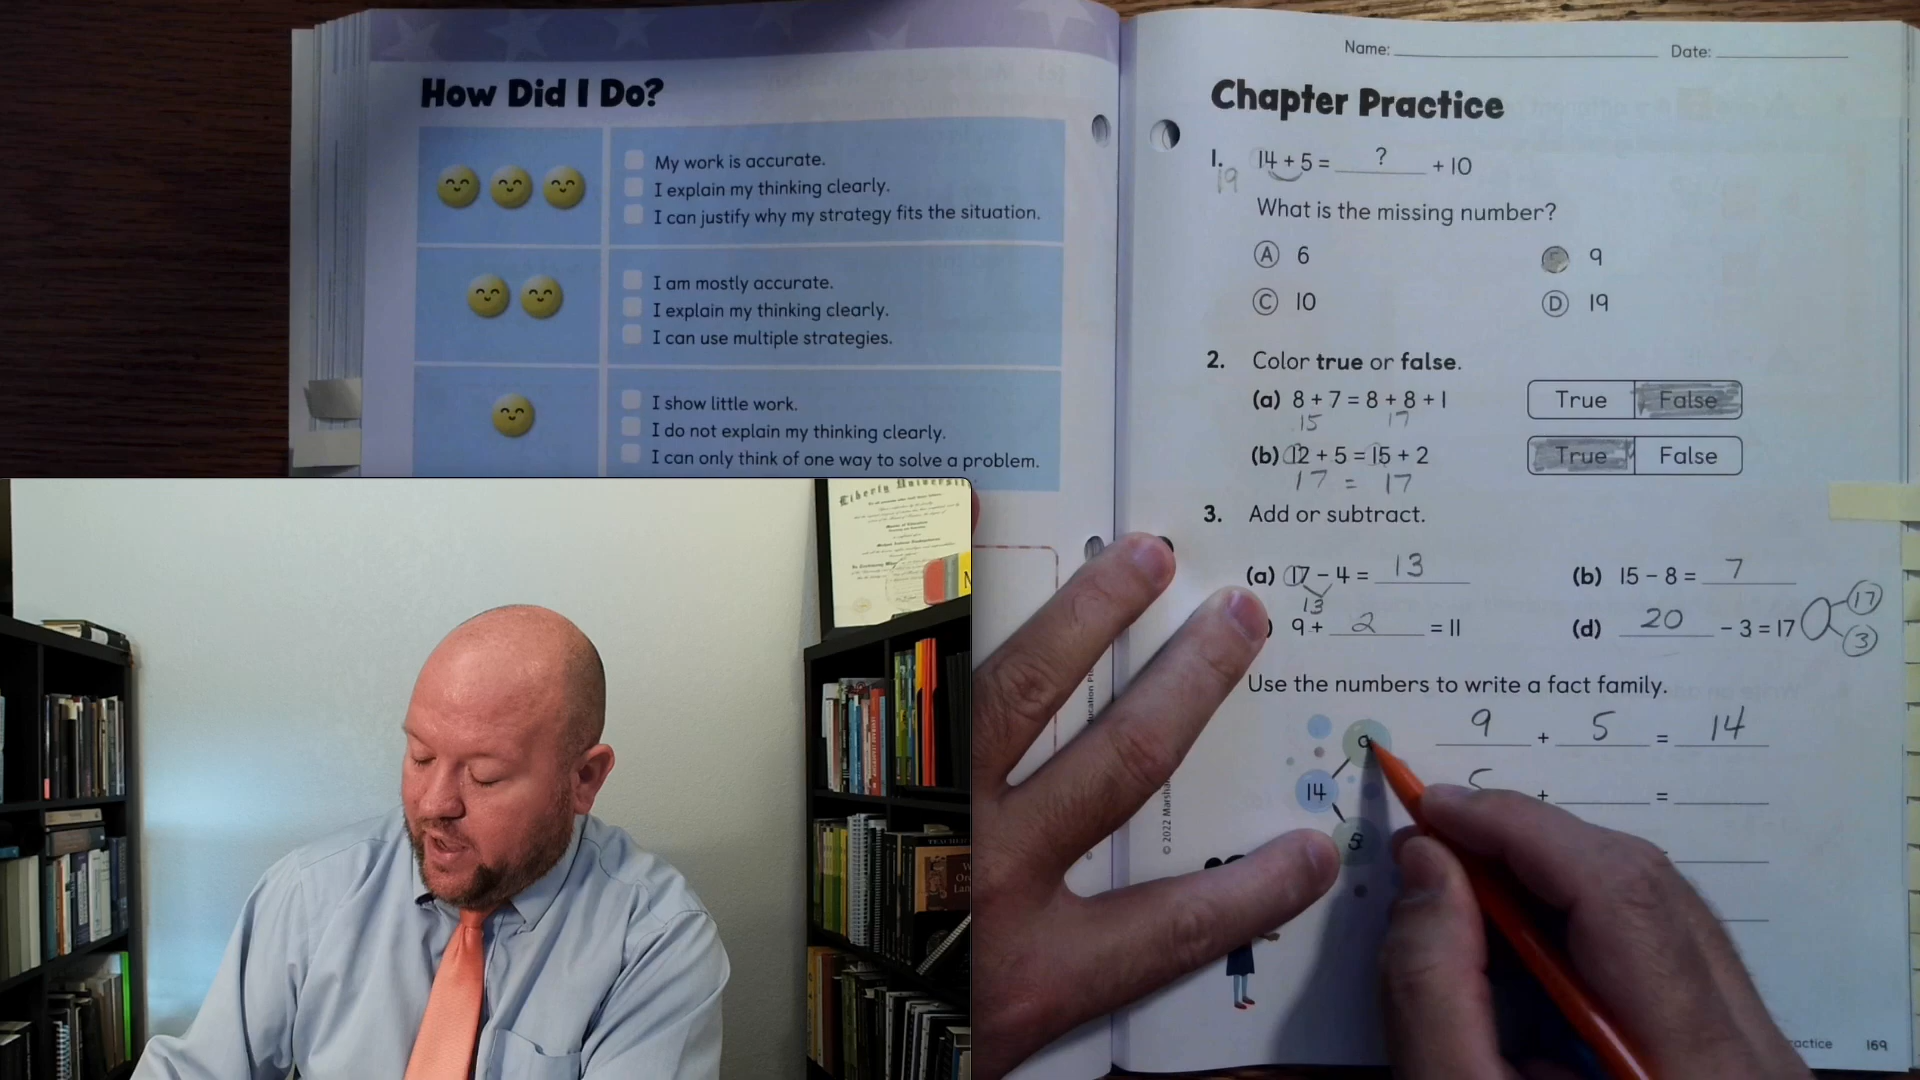 How Did I Do?
My work is accurate.
I explain my thinking clearly.
I can justify why my strategy fits the situation.
I am mostly accurate.
I explain my thinking clearly.
I can use multiple strategies.
I show little work.
I do not explain my thinking clearly.
I can only think of one way to solve a problem.
Liberty University
Name: Date:
Chapter Practice
1. 14 + 5 = ? + 10
19
What is the missing number?
A 6
9
C 10
D 19
2. Color true or false.
(a) 8 + 7 = 8 + 8 + 1 True False
15 17
(b) 12 + 5 = 15 + 2 True False
17 = 17
3. Add or subtract.
(a) 17 - 4 = 13
13
(b) 15 - 8 = 7
) 9 + 2 = 11
(d) 20 - 3 = 17
17
3
Use the numbers to write a fact family.
9
14
5
9 + 5 = 14
5 + =
© 2022 Marsha
ractice 169